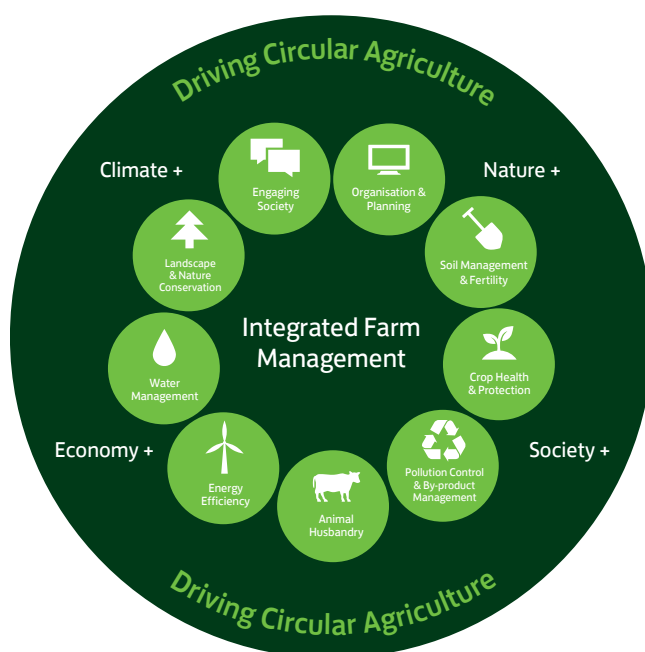 Driving Circular Agriculture
Climate +
Nature +
Engaging
Society
Organisation &
Planning
Landscape
& Nature
Conservation
Soil Management
& Fertility
Integrated Farm
Management
Water
Management
Crop Health
& Protection
Economy +
Society +
Energy
Efficiency
Pollution Control
& By-product
Management
Animal
Husbandry
Driving Circular Agriculture